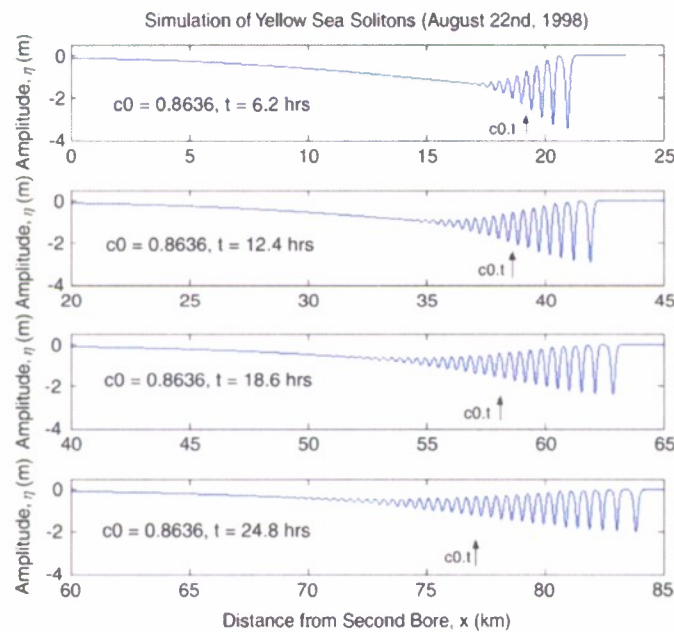 Simulation of Yellow Sea Solitons (August 22nd, 1998)
Amplitude, η (m)
0
-2
-4
c0 = 0.8636, t = 6.2 hrs
c0.t
0 5 10 15 20 25
Amplitude, η (m)
0
-2
-4
c0 = 0.8636, t = 12.4 hrs
c0.t
20 25 30 35 40 45
Amplitude, η (m)
0
-2
-4
c0 = 0.8636, t = 18.6 hrs
c0.t
40 45 50 55 60 65
Amplitude, η (m)
0
-2
-4
c0 = 0.8636, t = 24.8 hrs
c0.t
60 65 70 75 80 85
Distance from Second Bore, x (km)